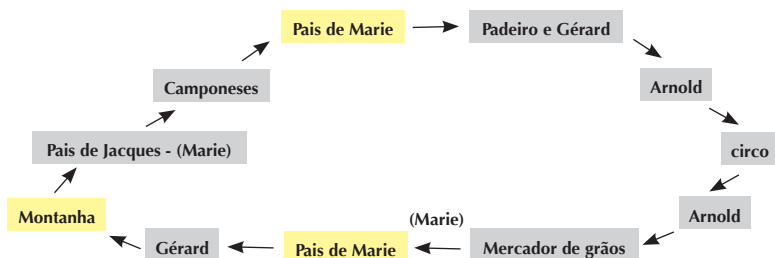 Pais de Marie
Padeiro e Gérard
Camponeses
Arnold
Pais de Jacques - (Marie)
circo
Montanha
(Marie)
Arnold
Gérard
Pais de Marie
Mercador de grãos